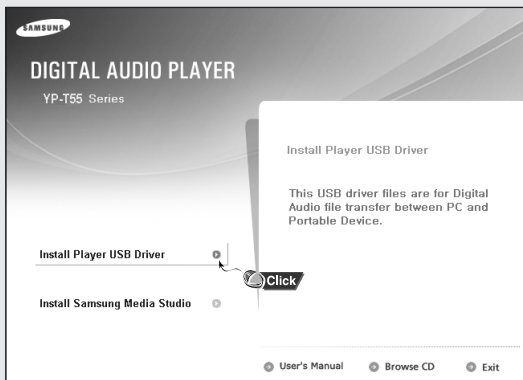 SAMSUNG
DIGITAL AUDIO PLAYER
YP-T55 Series
Install Player USB Driver
This USB driver files are for Digital
Audio file transfer between PC and
Portable Device.
Install Player USB Driver
Click
Install Samsung Media Studio
User's Manual
Browse CD
Exit